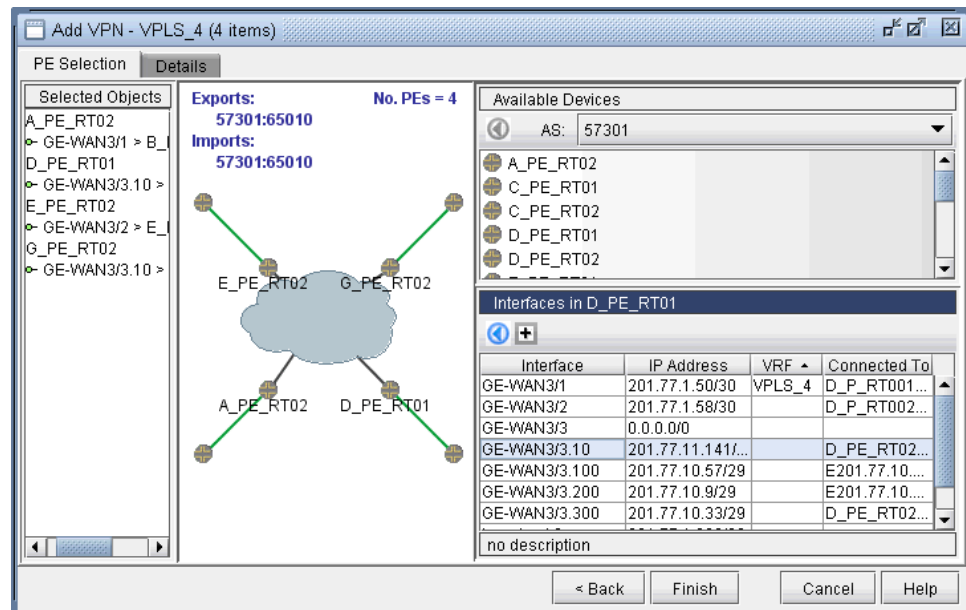 Add VPN - VPLS_4 (4 items)
PE Selection Details
Selected Objects
A_PE_RT02
GE-WAN3/1 > B_
D_PE_RT01
GE-WAN3/3.10 >
E_PE_RT02
GE-WAN3/2 > E_
G_PE_RT02
GE-WAN3/3.10 >
Exports: No. PEs = 4
57301:65010
Imports:
57301:65010
E_PE_RT02 G_PE_RT02
A_PE_RT02 D_PE_RT01
Available Devices
AS: 57301
A_PE_RT02
C_PE_RT01
C_PE_RT02
D_PE_RT01
D_PE_RT02
Interfaces in D_PE_RT01
Interface IP Address VRF Connected To
GE-WAN3/1 201.77.1.50/30 VPLS_4 D_P_RT001...
GE-WAN3/2 201.77.1.58/30 D_P_RT002...
GE-WAN3/3 0.0.0.0/0
GE-WAN3/3.10 201.77.11.141/... D_PE_RT02...
GE-WAN3/3.100 201.77.10.57/29 E201.77.10....
GE-WAN3/3.200 201.77.10.9/29 E201.77.10....
GE-WAN3/3.300 201.77.10.33/29 D_PE_RT02...
no description
< Back Finish Cancel Help